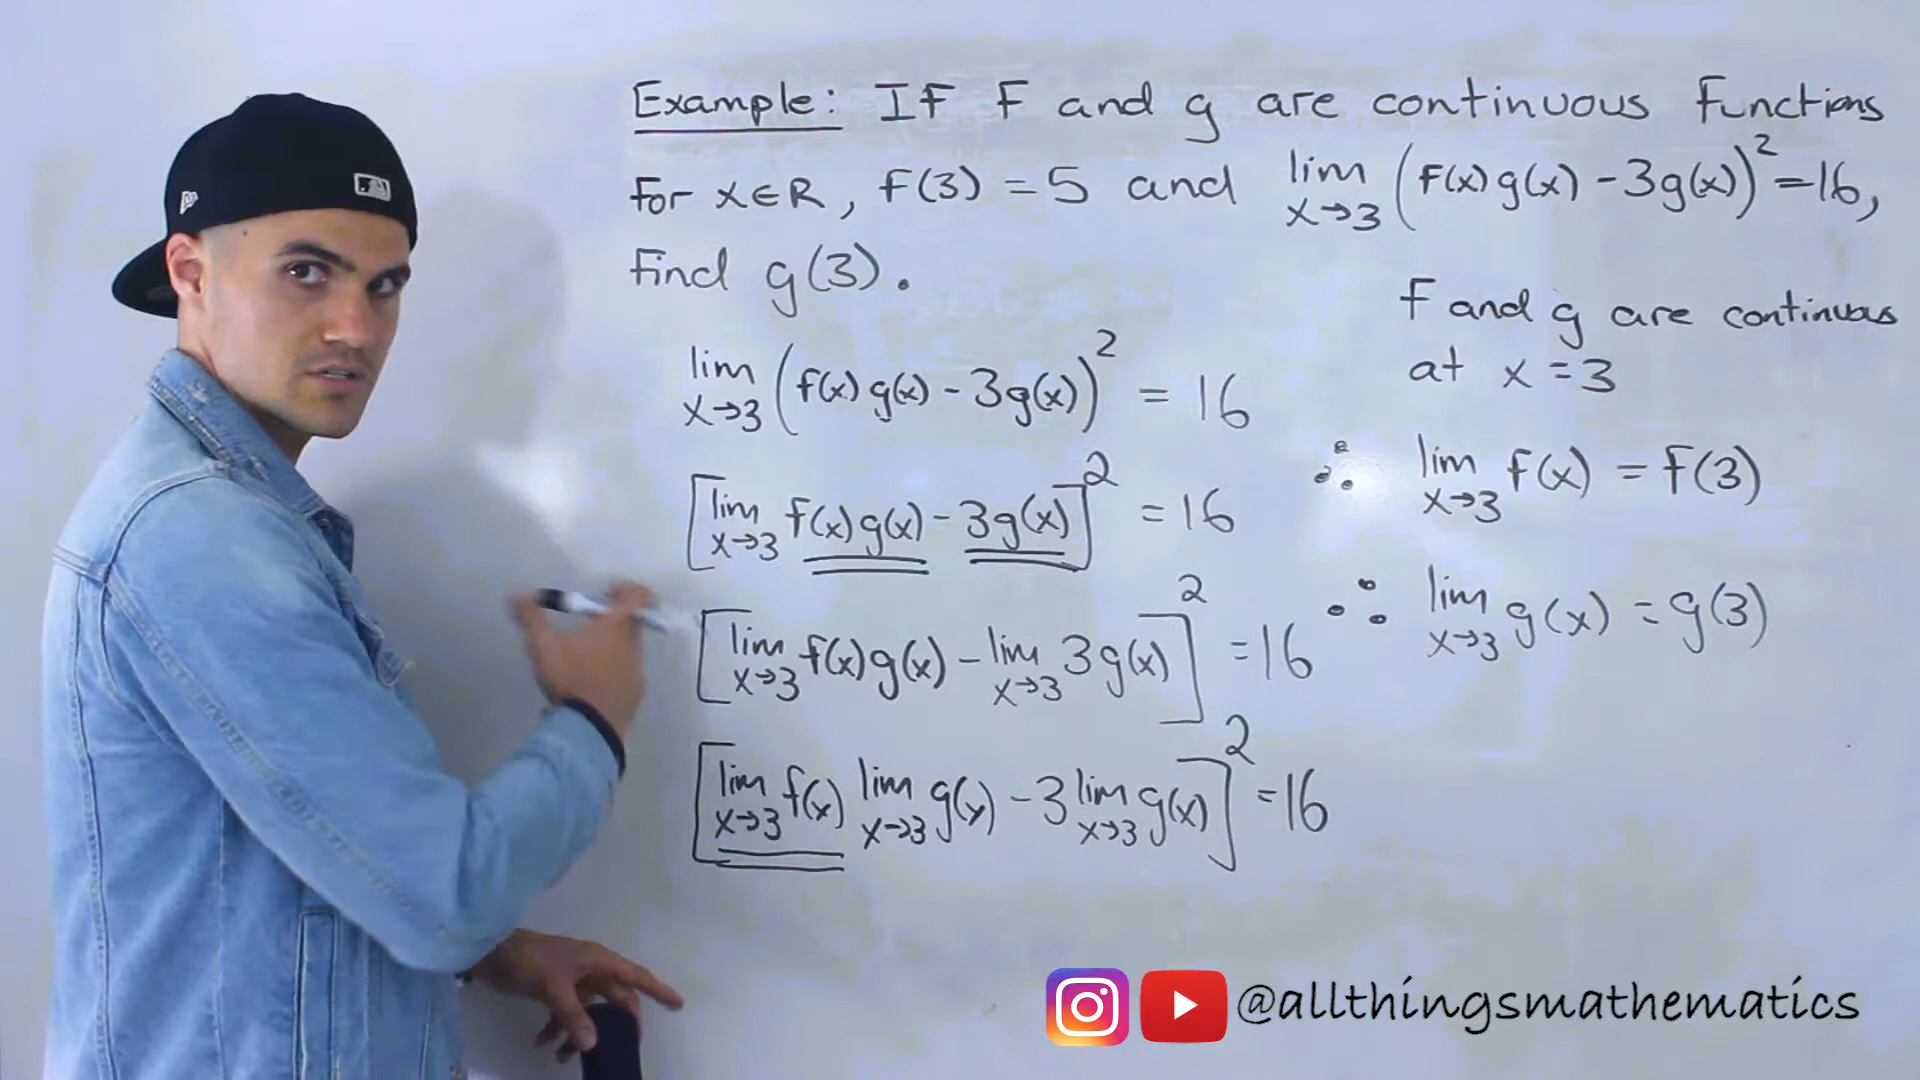 Example: IF F and g are continuous Functions
For x∈R, f(3) = 5 and lim x→3 (f(x)g(x) - 3g(x))² = 16,
Find g(3).
lim x→3 (f(x)g(x) - 3g(x))² = 16
[lim x→3 f(x)g(x) - 3g(x)]² = 16
[lim x→3 f(x)g(x) - lim x→3 3g(x)]² = 16
[lim x→3 f(x) lim x→3 g(x) - 3 lim x→3 g(x)]² = 16
F and g are continuous
at x = 3
∴ lim x→3 f(x) = F(3)
∴ lim x→3 g(x) = g(3)
@allthingsmathematics